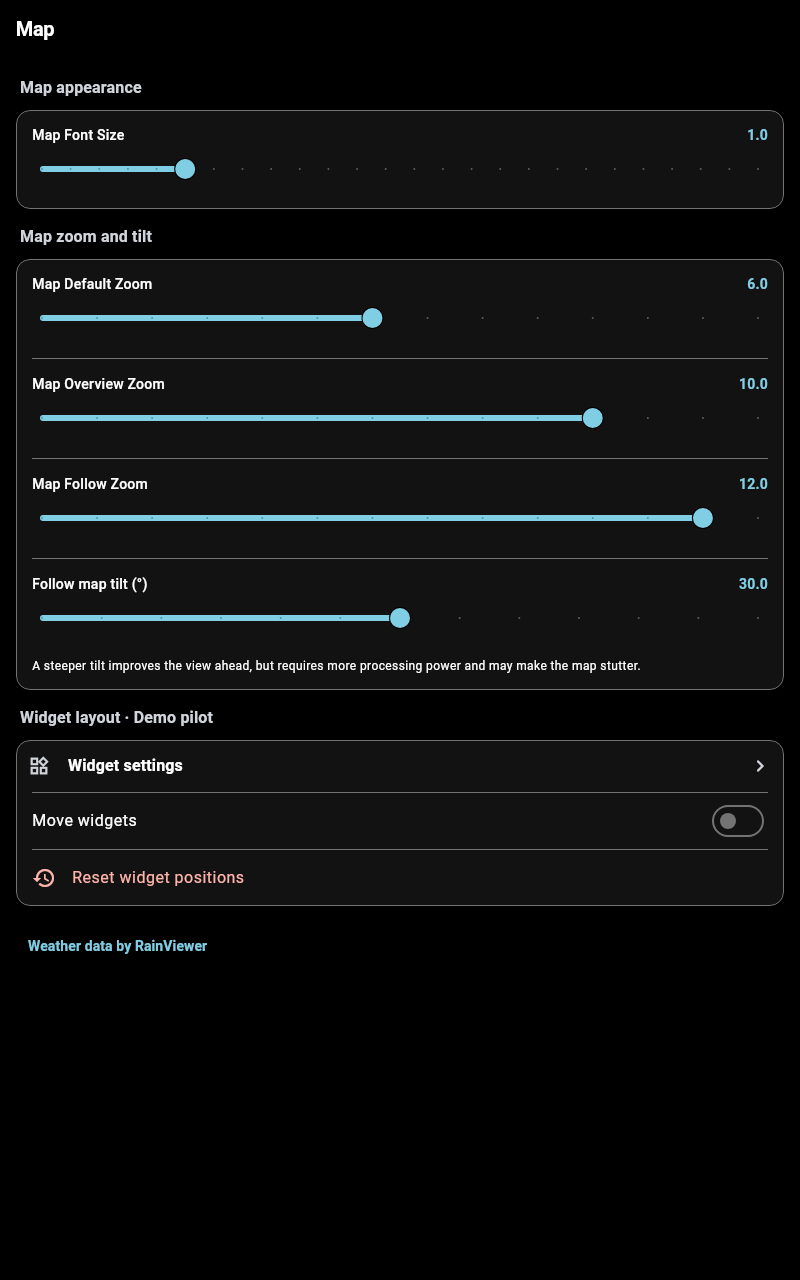 Map
Map appearance
Map Font Size 1.0
Map zoom and tilt
Map Default Zoom 6.0
Map Overview Zoom 10.0
Map Follow Zoom 12.0
Follow map tilt (°) 30.0
A steeper tilt improves the view ahead, but requires more processing power and may make the map stutter.
Widget layout · Demo pilot
Widget settings
Move widgets
Reset widget positions
Weather data by RainViewer